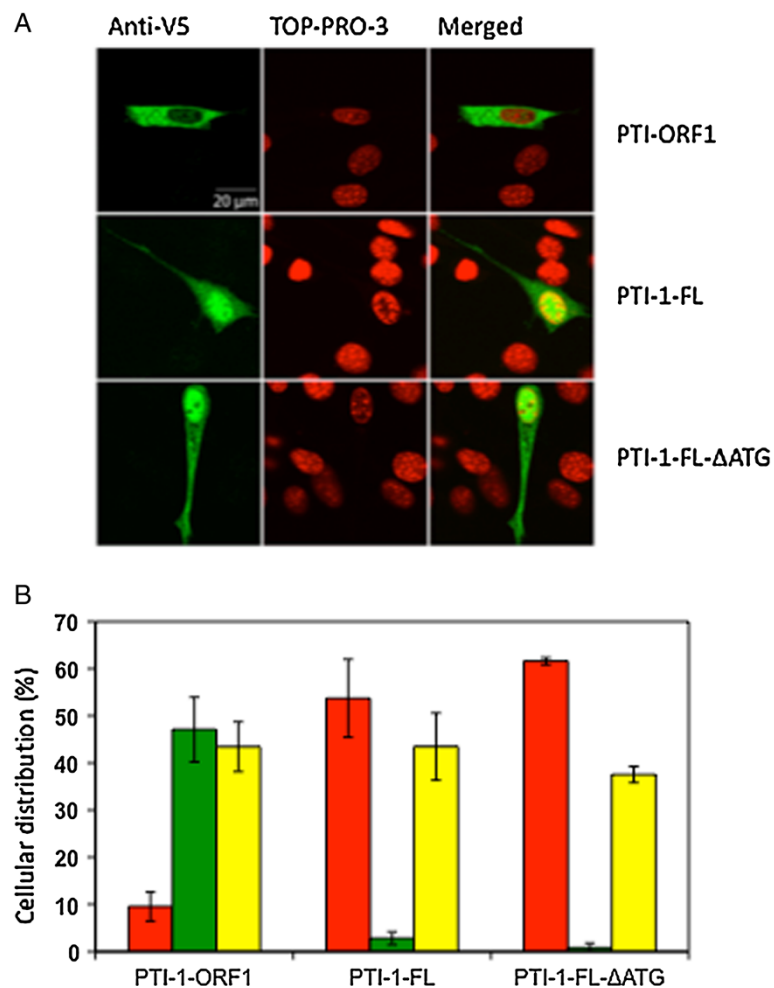 A
Anti-V5 TOP-PRO-3 Merged
20 µm
PTI-ORF1
PTI-1-FL
PTI-1-FL-ΔATG
B
Cellular distribution (%)
70
60
50
40
30
20
10
0
PTI-1-ORF1 PTI-1-FL PTI-1-FL-ΔATG